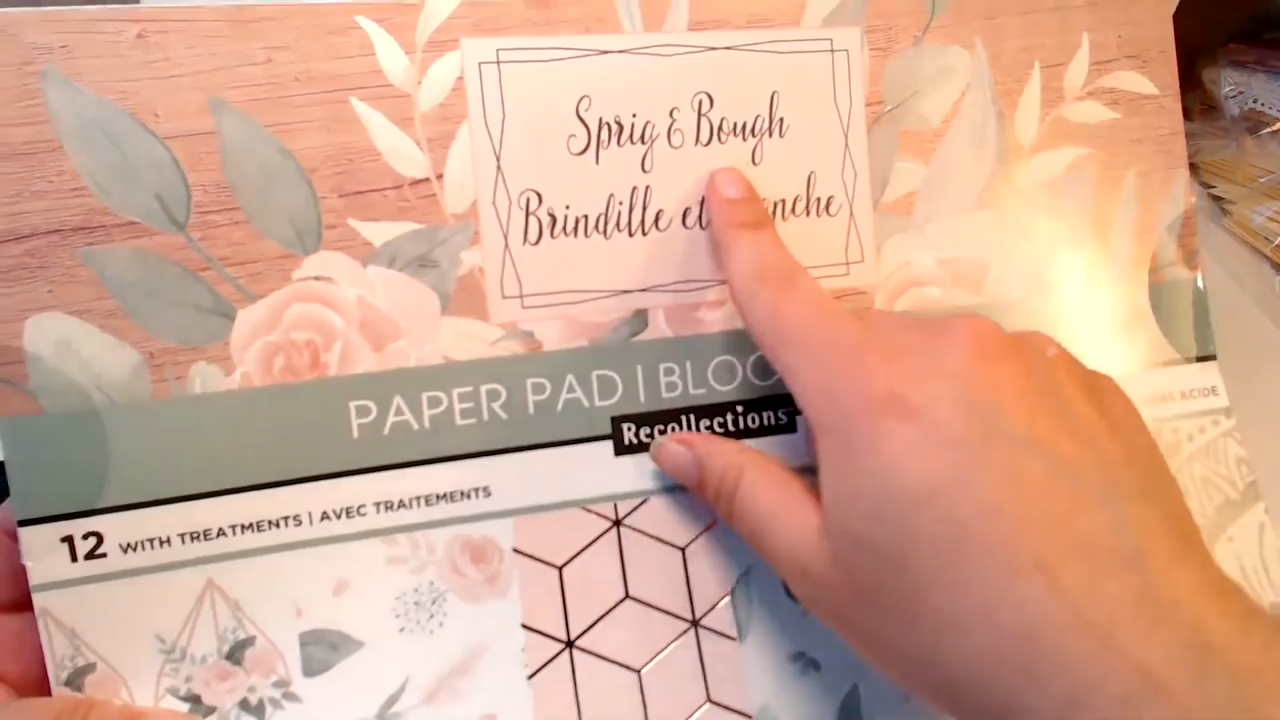 Sprig & Bough
Brindille et
PAPER PAD | BLOC
Recollections
12 WITH TREATMENTS | AVEC TRAITEMENTS